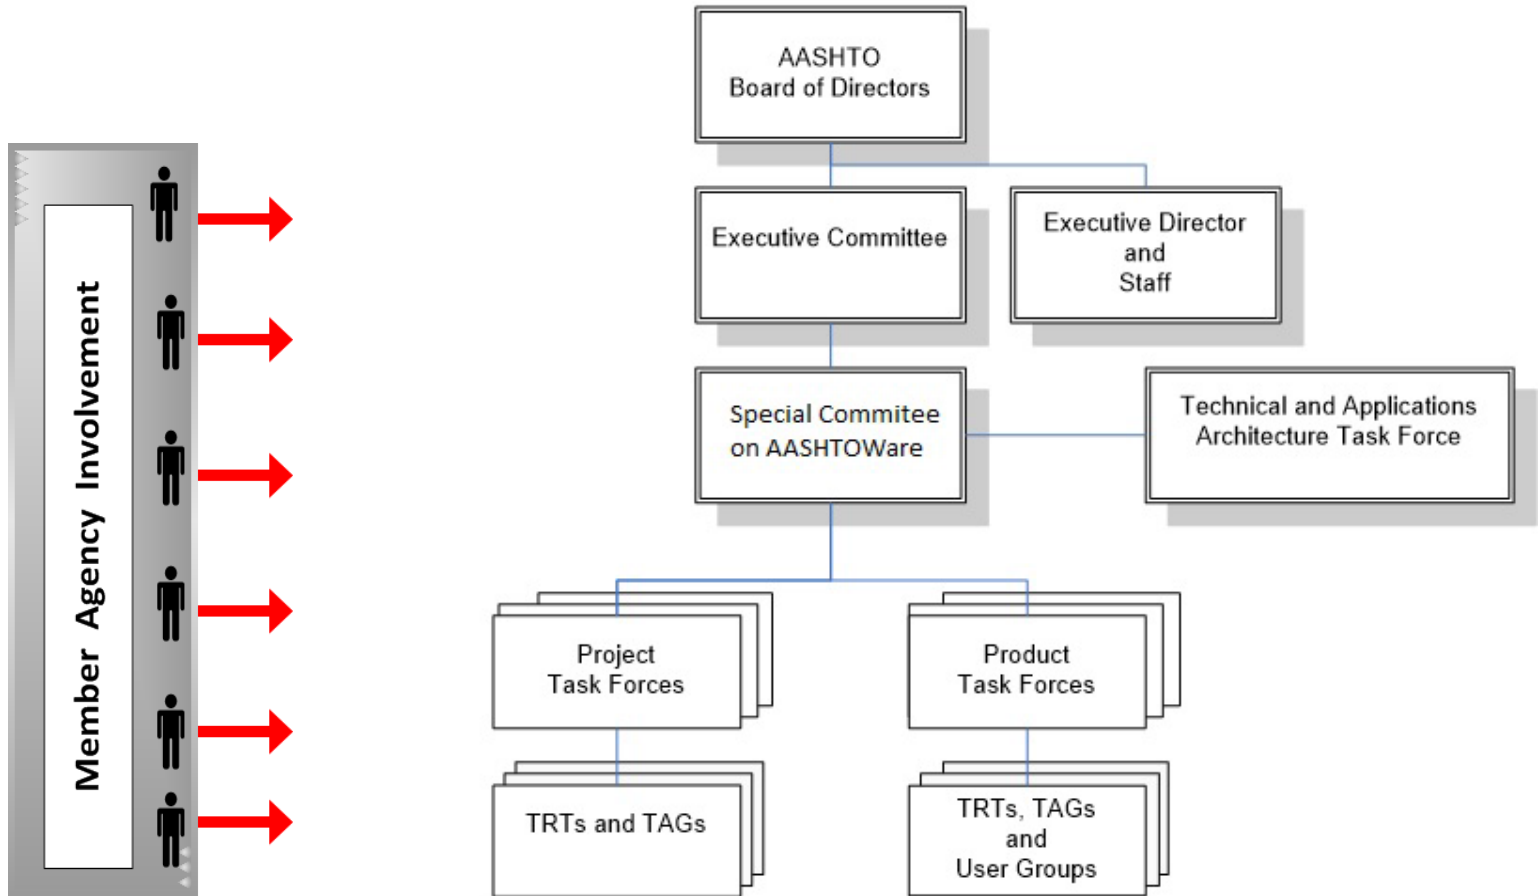 AASHTO
Board of Directors
Executive Committee
Executive Director
and
Staff
Special Commitee
on AASHTOWare
Technical and Applications
Architecture Task Force
Project
Task Forces
Product
Task Forces
TRTs and TAGs
TRTs, TAGs
and
User Groups
Member Agency Involvement